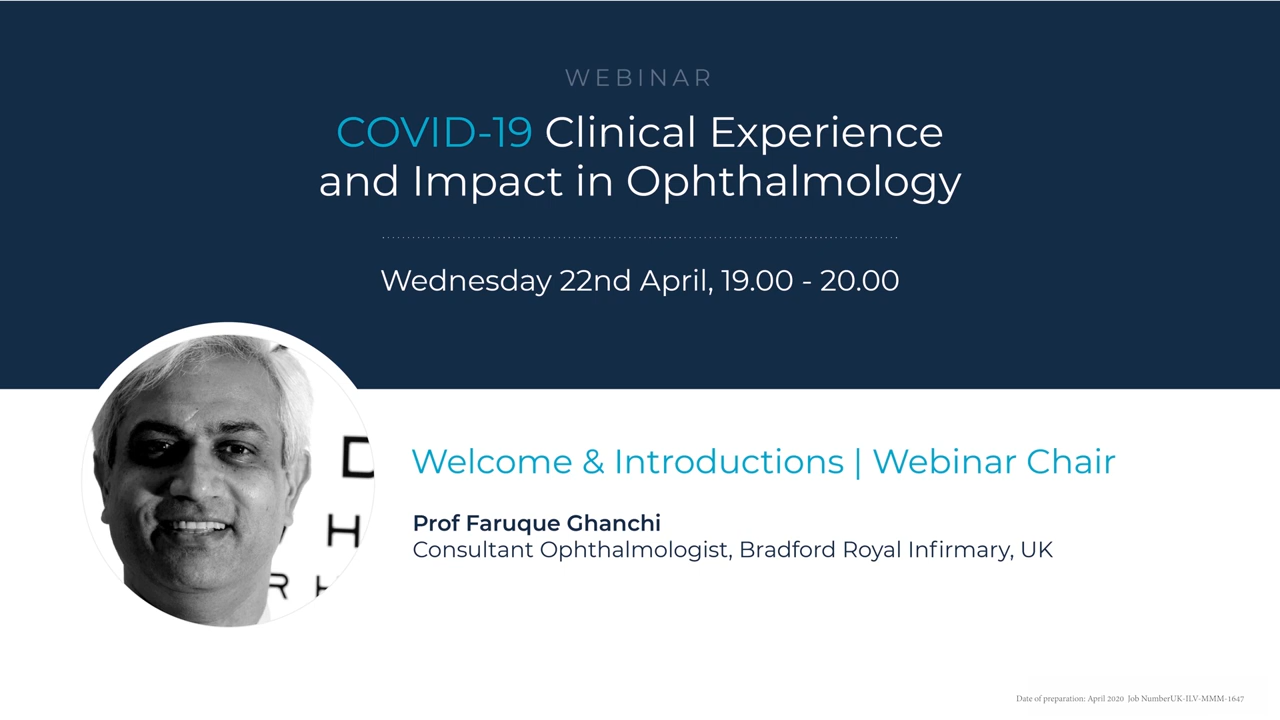 WEBINAR
COVID-19 Clinical Experience
and Impact in Ophthalmology
Wednesday 22nd April, 19.00 - 20.00
D
H
R H
Welcome & Introductions | Webinar Chair
Prof Faruque Ghanchi
Consultant Ophthalmologist, Bradford Royal Infirmary, UK
Date of preparation: April 2020 Job NumberUK-ILV-MMM-1647